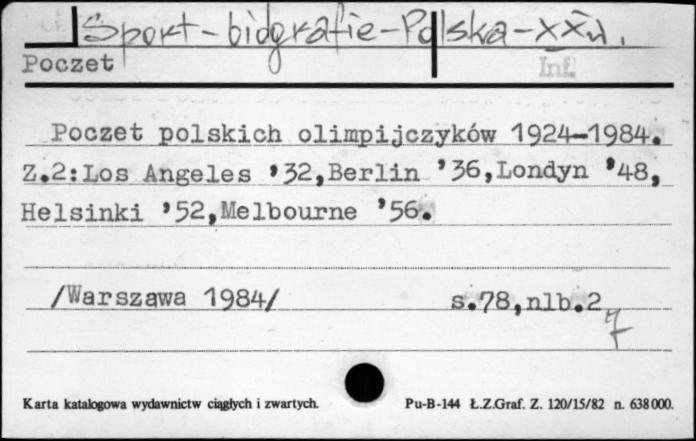 Sport-biografie-Polska-XXw.
Poczet
Inf.
Poczet polskich olimpijczyków 1924-1984.
Z.2:Los Angeles '32,Berlin '36,Londyn '48,
Helsinki '52,Melbourne '56.
/Warszawa 1984/ s.78,nlb.2
7
Karta katalogowa wydawnictw ciągłych i zwartych. Pu-B-144 Ł.Z.Graf. Z. 120/15/82 n. 638000.